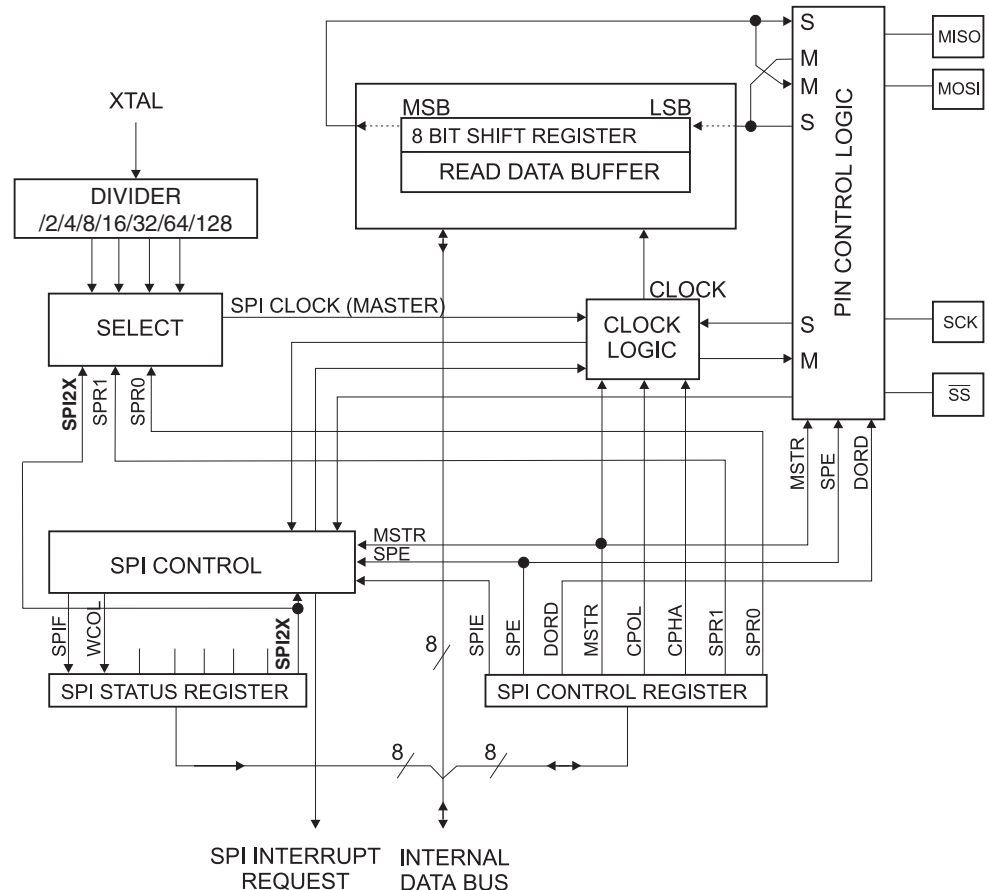 S
MISO
M
M
MOSI
XTAL
MSB
LSB
S
8 BIT SHIFT REGISTER
READ DATA BUFFER
PIN CONTROL LOGIC
DIVIDER
/2/4/8/16/32/64/128
SPI CLOCK (MASTER)
CLOCK
SELECT
CLOCK
LOGIC
S
M
SCK
SS
SPI2X
SPR1
SPR0
MSTR
SPE
DORD
MSTR
SPE
SPI CONTROL
SPIF
WCOL
SPI2X
8
SPIE
SPE
DORD
MSTR
CPOL
CPHA
SPR1
SPR0
SPI STATUS REGISTER
SPI CONTROL REGISTER
8
8
SPI INTERRUPT
REQUEST
INTERNAL
DATA BUS